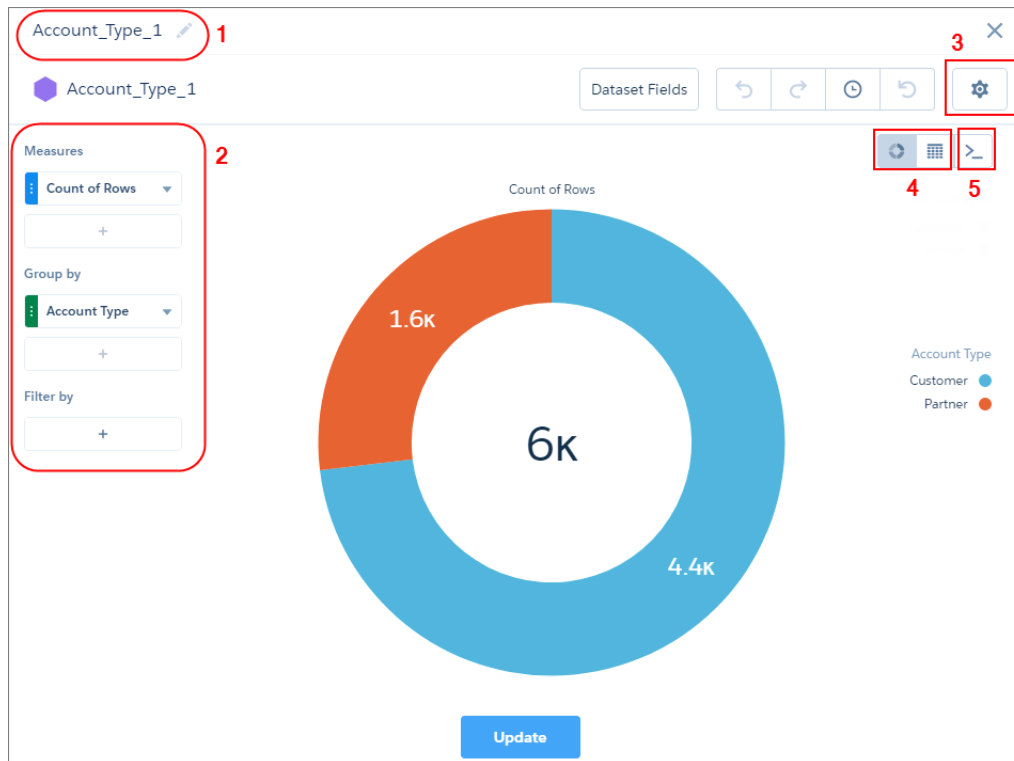 Account_Type_1 1
3
Account_Type_1 Dataset Fields
Measures 2
Count of Rows
+
Group by
Account Type
+
Filter by
+
>_
4 5
Count of Rows
1.6K
6K
4.4K
Account Type
Customer
Partner
Update